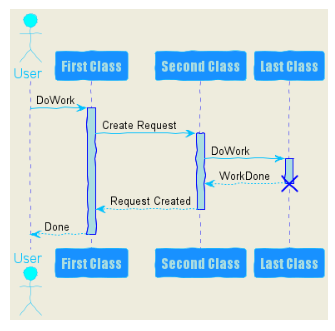 User
First Class
Second Class
Last Class
DoWork
Create Request
DoWork
WorkDone
Request Created
Done
User
First Class
Second Class
Last Class